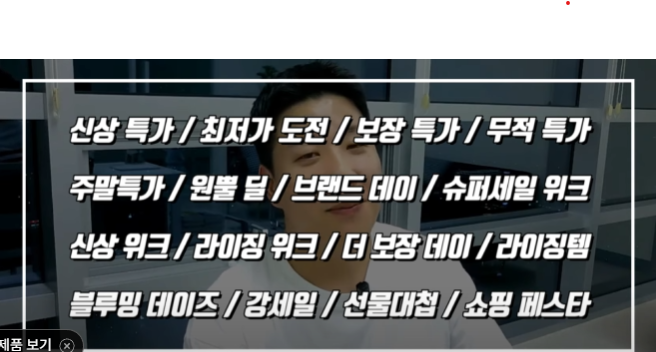 신상 특가 / 최저가 도전 / 보장 특가 / 무적 특가
주말특가 / 원뿔 딜 / 브랜드 데이 / 슈퍼세일 위크
신상 위크 / 라이징 위크 / 더 보장 데이 / 라이징템
블루밍 데이즈 / 강세일 / 선물대첩 / 쇼핑 페스타
제품 보기